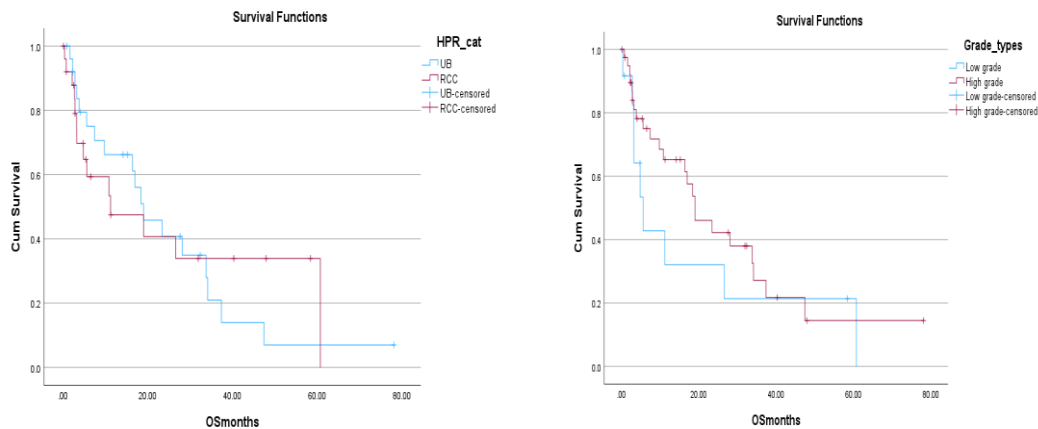 Survival Functions
HPR_cat
UB
RCC
UB-censored
RCC-censored
Cum Survival
1.0
0.8
0.6
0.4
0.2
0.0
.00 20.00 40.00 60.00 80.00
OSmonths
Survival Functions
Grade_types
Low grade
High grade
Low grade-censored
High grade-censored
Cum Survival
1.0
0.8
0.6
0.4
0.2
0.0
.00 20.00 40.00 60.00 80.00
OSmonths